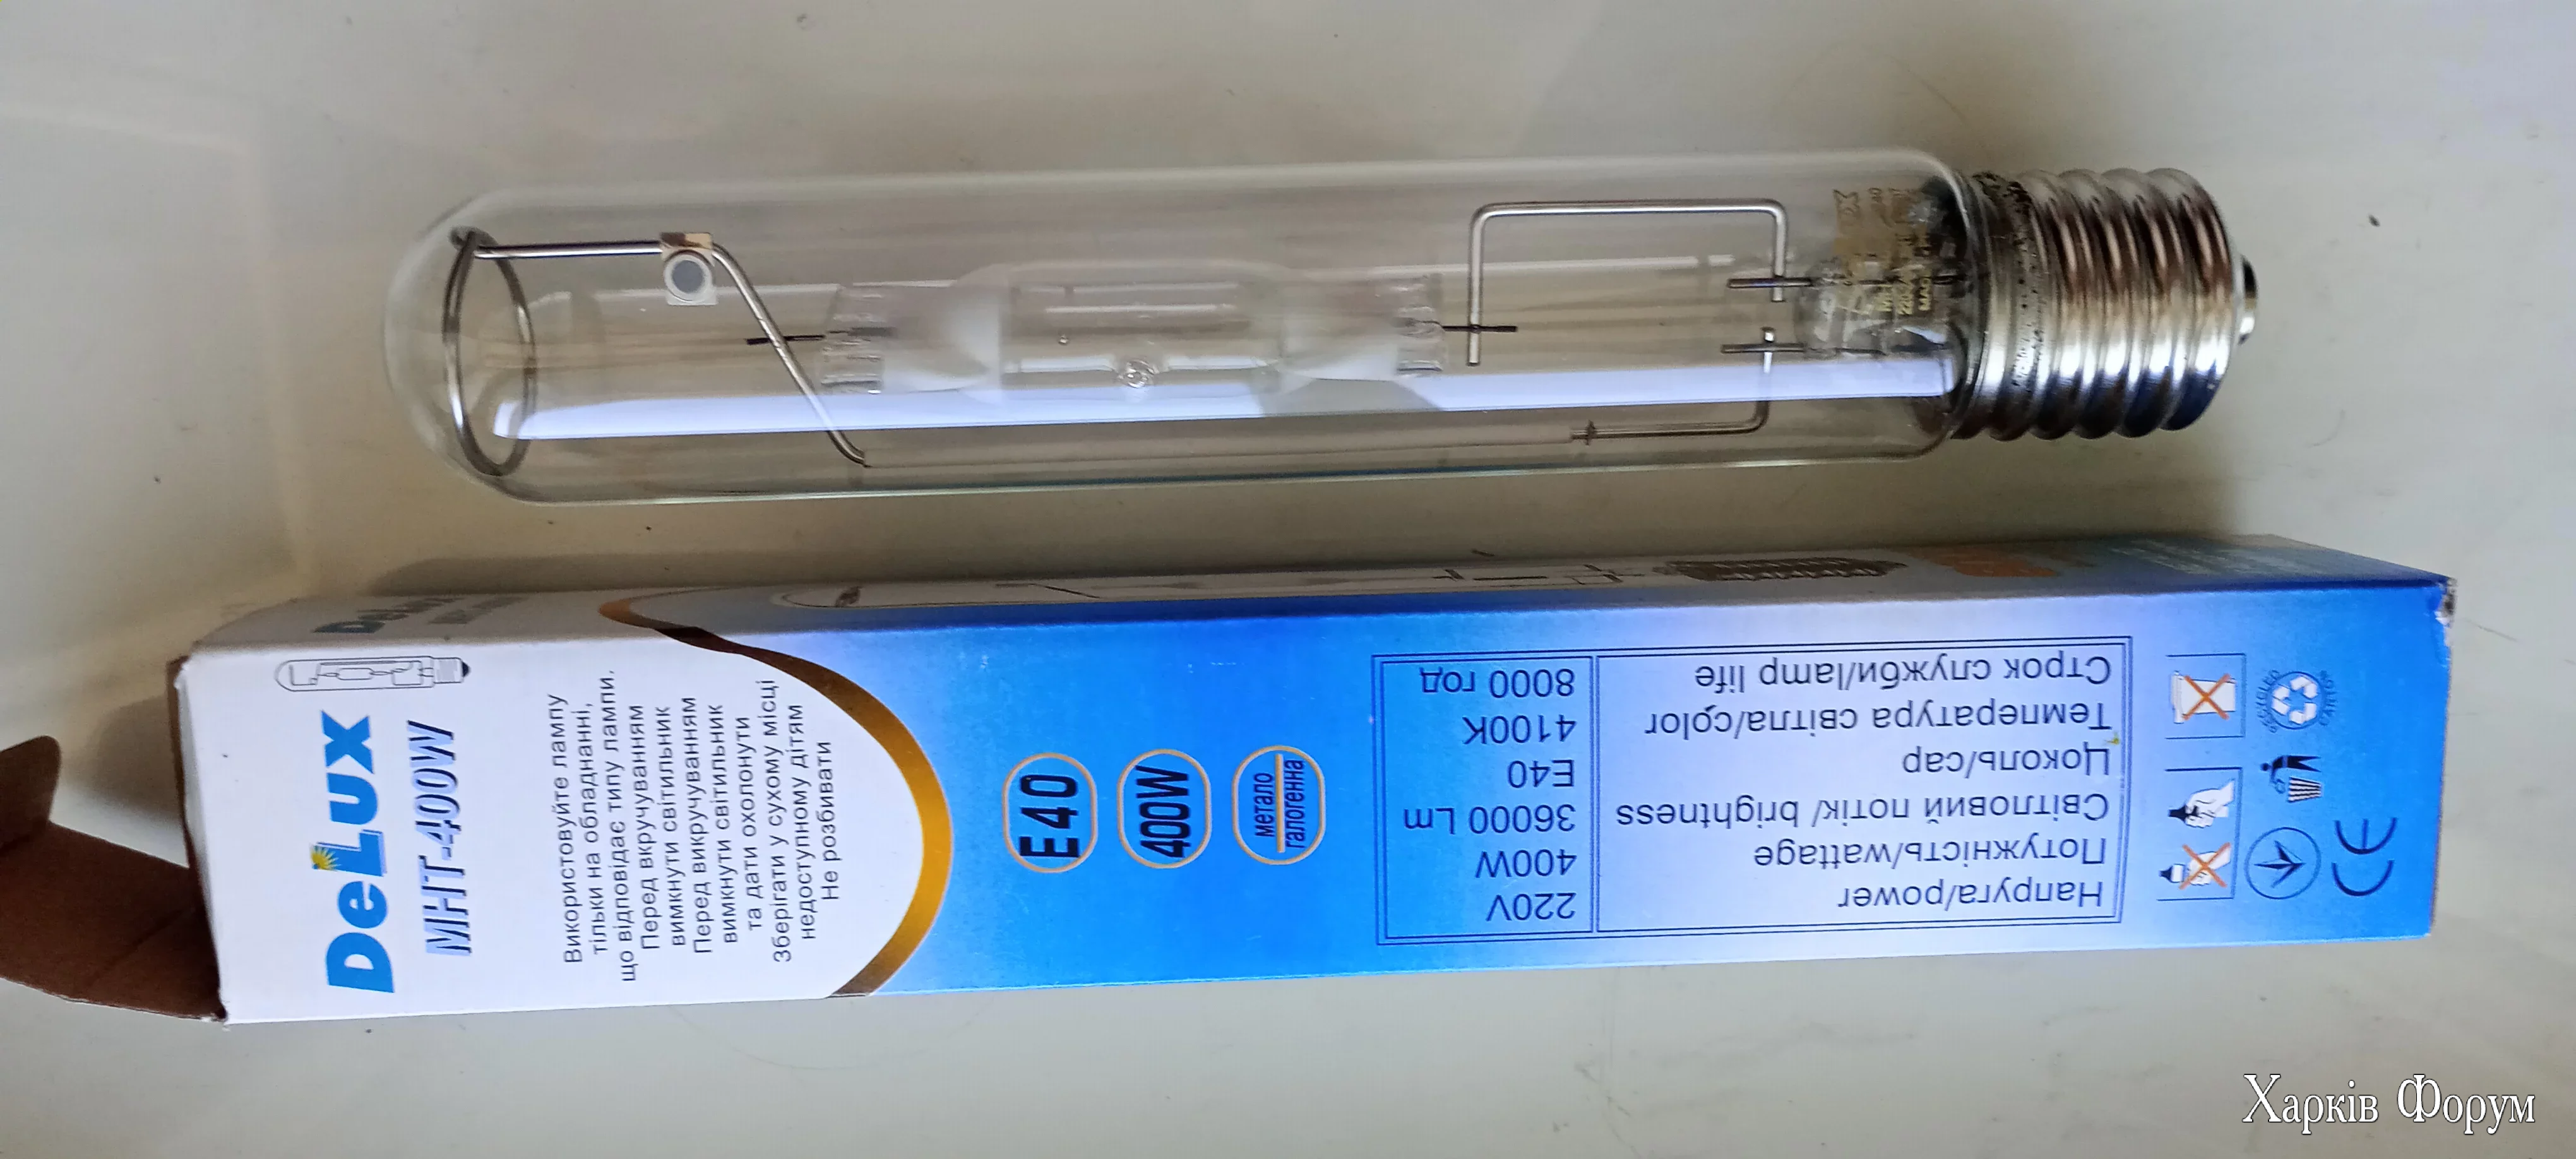 DeLux
MHT-400W
Використовуйте лампу
тільки на обладнанні,
що відповідає типу лампи.
Перед вкручуванням
вимкнути світильник
Перед викручуванням
вимкнути світильник
та дати охолонути
Зберігати у сухому місці
недоступному дітям
Не розбивати
E40
400W
метало
галогенна
Напруга/power 220V
Потужність/wattage 400W
Світловий потік/ brightness 36000 Lm
Цоколь/cap E40
Температура світла/color 4100K
Строк служби/lamp life 8000 год
CE
Харків Форум